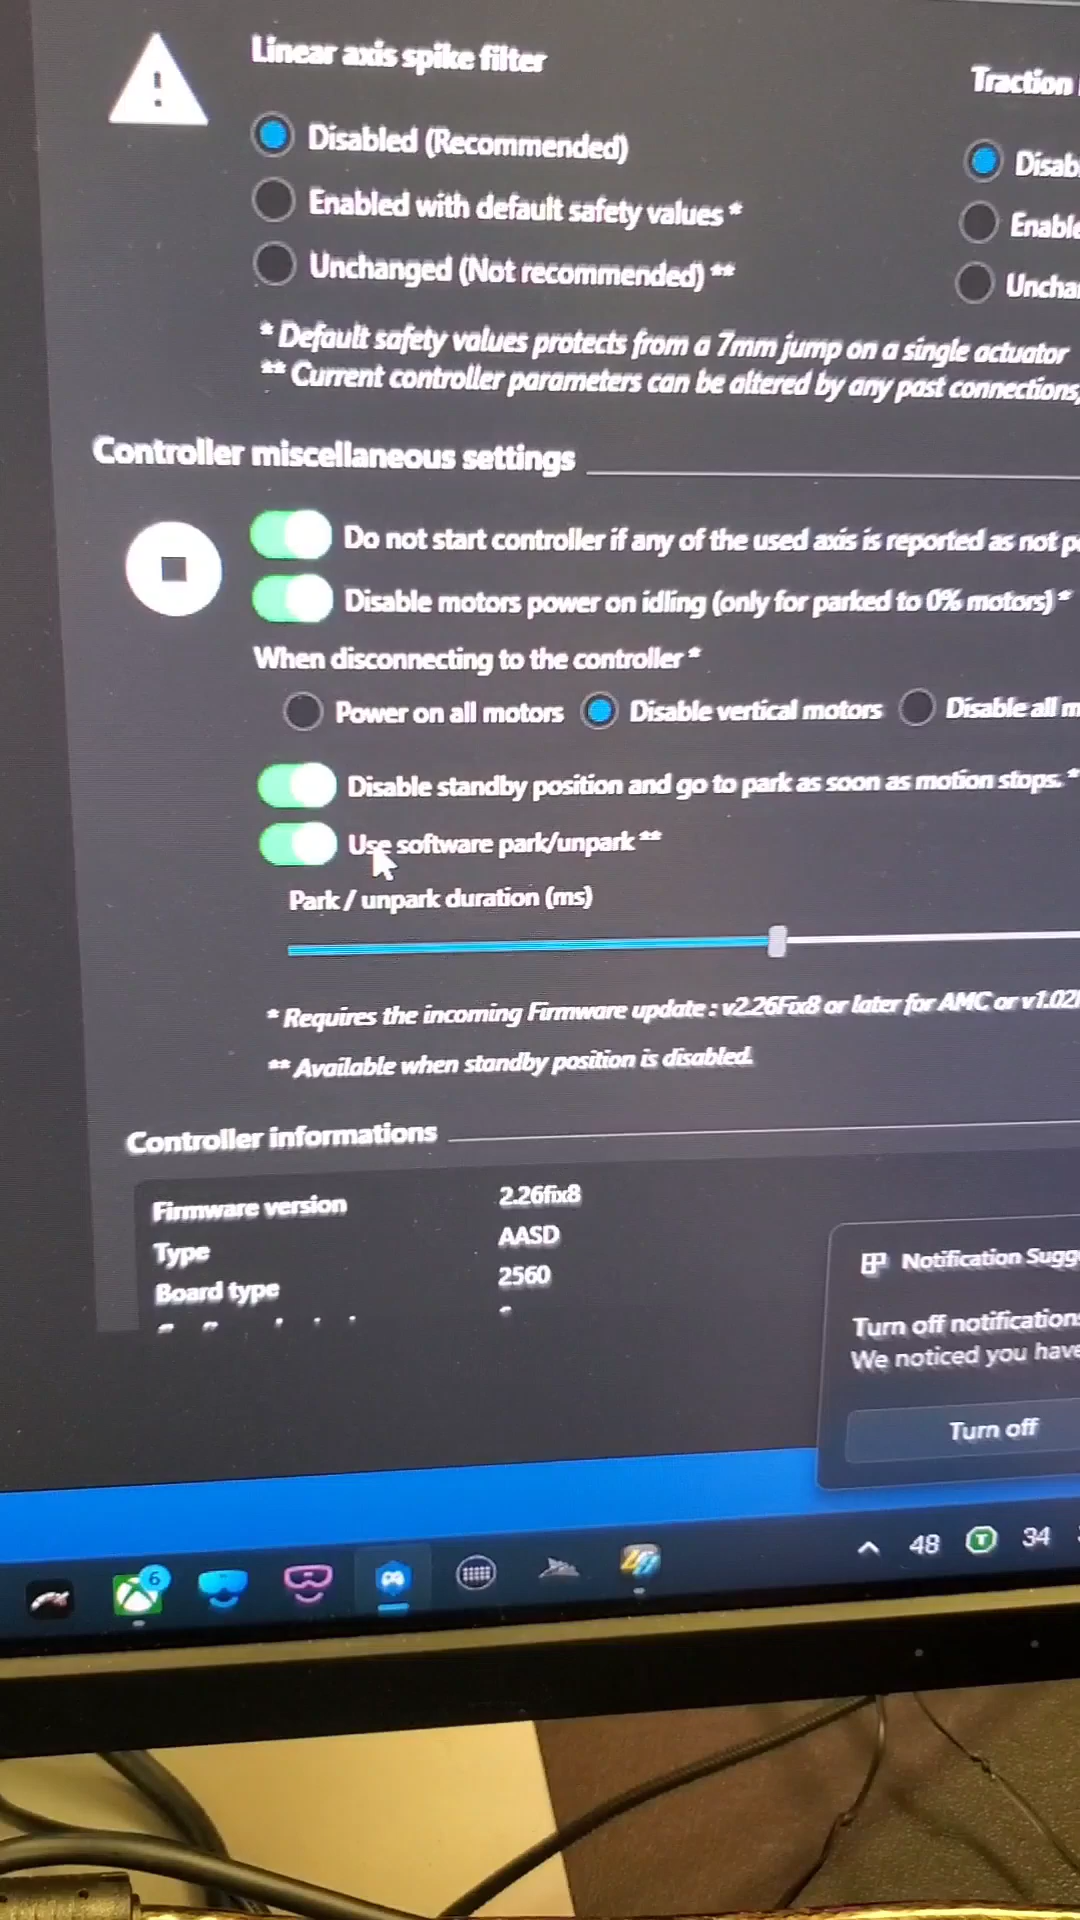 Linear axis spike filter
Traction
Disabled (Recommended)
Enabled with default safety values *
Unchanged (Not recommended) **
* Default safety values protects from a 7mm jump on a single actuator
** Current controller parameters can be altered by any past connections,
Controller miscellaneous settings
Do not start controller if any of the used axis is reported as not
Disable motors power on idling (only for parked to 0% motors) *
When disconnecting to the controller *
Power on all motors Disable vertical motors Disable all
Disable standby position and go to park as soon as motion stops. *
Use software park/unpark **
Park / unpark duration (ms)
* Requires the incoming Firmware update : v2.26Fix8 or later for AMC or v1.02
** Available when standby position is disabled.
Controller informations
Firmware version 2.26fix8
Type AASD
Board type 2560
Notification
Turn off
We noticed you have
Turn off
6
48
T
34